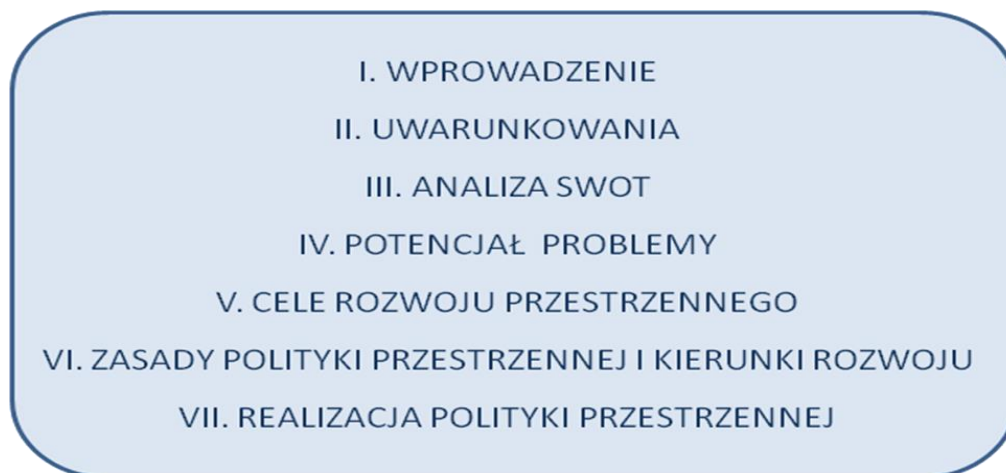 I. WPROWADZENIE
II. UWARUNKOWANIA
III. ANALIZA SWOT
IV. POTENCJAŁ  PROBLEMY
V. CELE ROZWOJU PRZESTRZENNEGO
VI. ZASADY POLITYKI PRZESTRZENNEJ I KIERUNKI ROZWOJU
VII. REALIZACJA POLITYKI PRZESTRZENNEJ